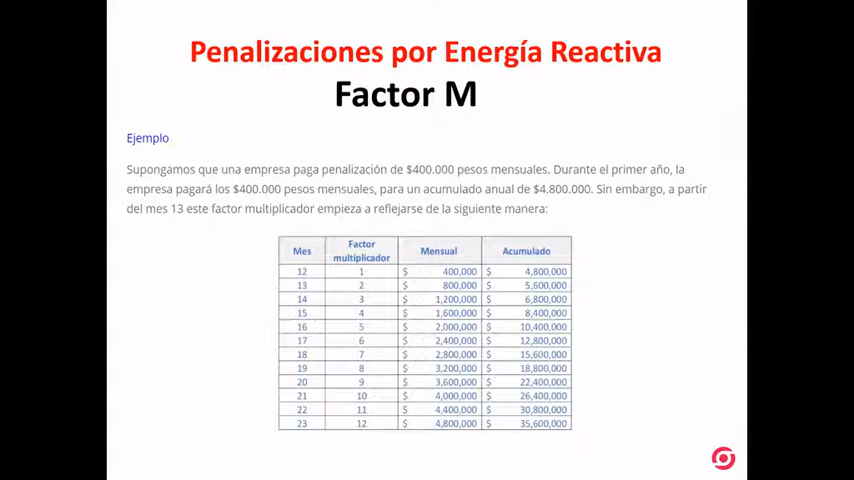 Penalizaciones por Energía Reactiva
Factor M
Ejemplo
Supongamos que una empresa paga penalización de $400.000 pesos mensuales. Durante el primer año, la
empresa pagará los $400.000 pesos mensuales, para un acumulado anual de $4.800.000. Sin embargo, a partir
del mes 13 este factor multiplicador empieza a reflejarse de la siguiente manera:
Mes Factor multiplicador Mensual Acumulado
12 1 $ 400,000 $ 4,800,000
13 2 $ 800,000 $ 5,600,000
14 3 $ 1,200,000 $ 6,800,000
15 4 $ 1,600,000 $ 8,400,000
16 5 $ 2,000,000 $ 10,400,000
17 6 $ 2,400,000 $ 12,800,000
18 7 $ 2,800,000 $ 15,600,000
19 8 $ 3,200,000 $ 18,800,000
20 9 $ 3,600,000 $ 22,400,000
21 10 $ 4,000,000 $ 26,400,000
22 11 $ 4,400,000 $ 30,800,000
23 12 $ 4,800,000 $ 35,600,000